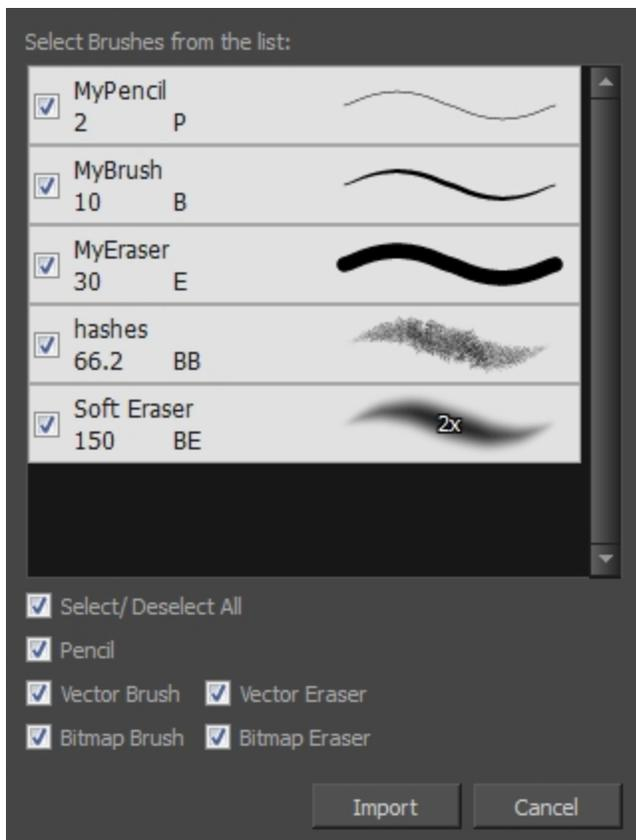 Select Brushes from the list:
MyPencil
2 P
MyBrush
10 B
MyEraser
30 E
hashes
66.2 BB
Soft Eraser
150 BE
2x
Select/ Deselect All
Pencil
Vector Brush Vector Eraser
Bitmap Brush Bitmap Eraser
Import Cancel